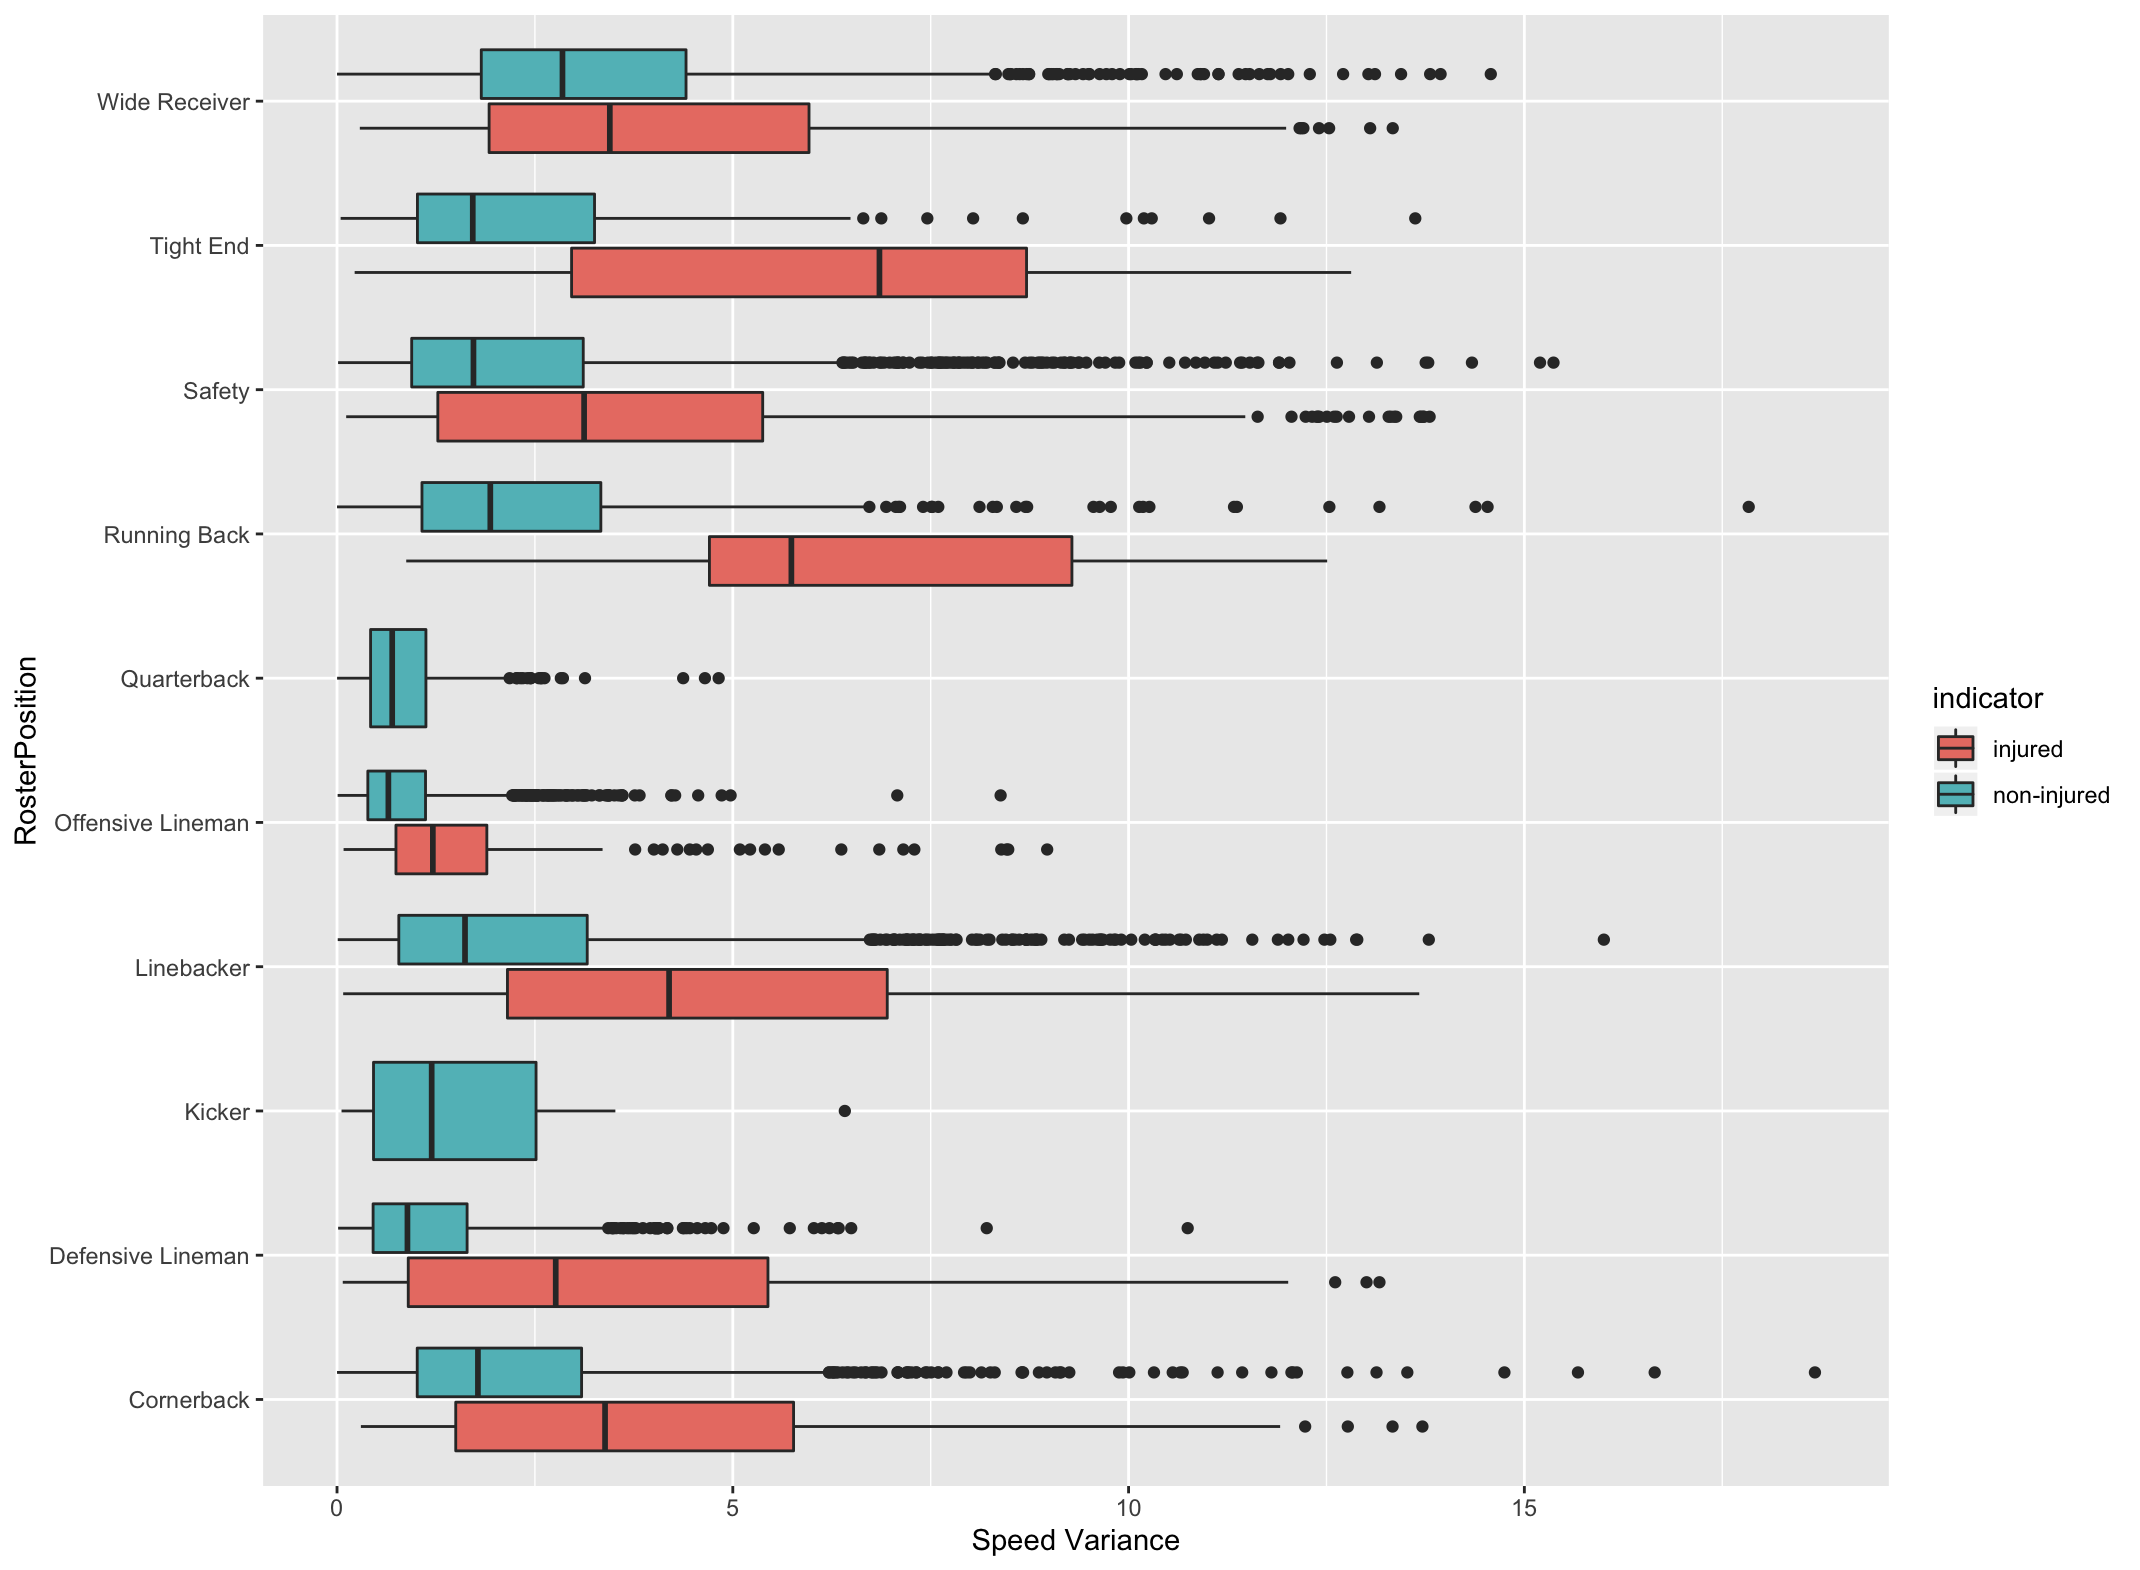 Wide Receiver
Tight End
Safety
Running Back
Quarterback
Offensive Lineman
Linebacker
Kicker
Defensive Lineman
Cornerback
RosterPosition
0
5
10
15
Speed Variance
indicator
injured
non-injured